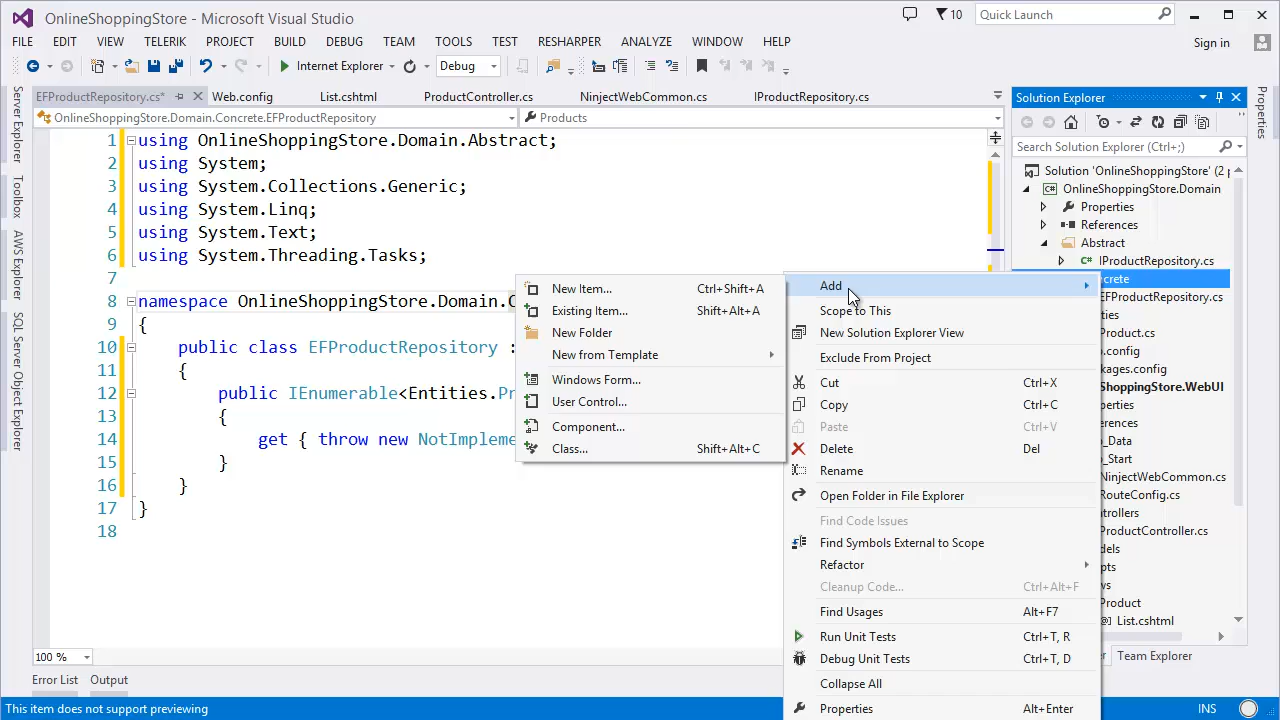 OnlineShoppingStore - Microsoft Visual Studio
10
Quick Launch (Ctrl+Q)
FILE EDIT VIEW TELERIK PROJECT BUILD DEBUG TEAM TOOLS TEST RESHARPER ANALYZE WINDOW HELP
Sign in
Internet Explorer Debug
EFProductRepository.cs* Web.config List.cshtml ProductController.cs NinjectWebCommon.cs IProductRepository.cs
OnlineShoppingStore.Domain.Concrete.EFProductRepository Products
Server Explorer
Toolbox
AWS Explorer
SQL Server Object Explorer
1 using OnlineShoppingStore.Domain.Abstract;
2 using System;
3 using System.Collections.Generic;
4 using System.Linq;
5 using System.Text;
6 using System.Threading.Tasks;
7
8 namespace OnlineShoppingStore.Domain.
9 {
10 public class EFProductRepository :
11 {
12 public IEnumerable<Entities.Pr
13 {
14 get { throw new NotImpleme
15 }
16 }
17 }
18
100 %
New Item... Ctrl+Shift+A
Existing Item... Shift+Alt+A
New Folder
New from Template
Windows Form...
User Control...
Component...
Class... Shift+Alt+C
Add
Scope to This
New Solution Explorer View
Exclude From Project
Cut Ctrl+X
Copy Ctrl+C
Paste Ctrl+V
Delete Del
Rename
Open Folder in File Explorer
Find Code Issues
Find Symbols External to Scope
Refactor
Cleanup Code... Ctrl+Alt+F
Find Usages Alt+F7
Run Unit Tests Ctrl+T, R
Debug Unit Tests Ctrl+T, D
Collapse All
Properties Alt+Enter
Solution Explorer
Search Solution Explorer (Ctrl+;)
Solution 'OnlineShoppingStore' (2 p
OnlineShoppingStore.Domain
Properties
References
Abstract
IProductRepository.cs
crete
EFProductRepository.cs
ties
Product.cs
p.config
kages.config
ShoppingStore.WebUI
perties
erences
_Data
_Start
NinjectWebCommon.cs
RouteConfig.cs
trollers
ProductController.cs
dels
pts
ws
Product
List.cshtml
Team Explorer
Properties
Error List Output
This item does not support previewing
INS